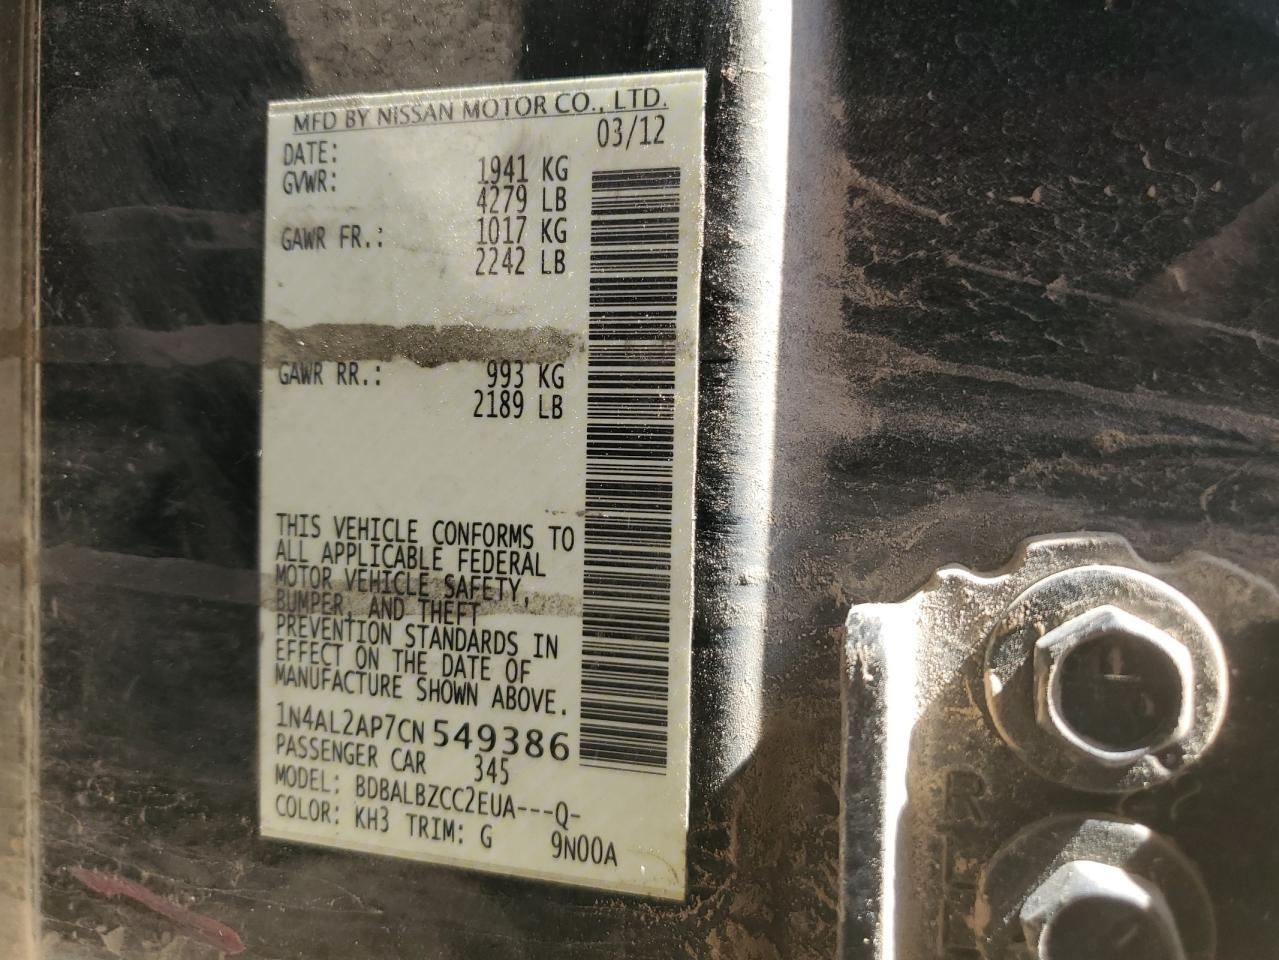 MFD BY NISSAN MOTOR CO., LTD.
DATE: 03/12
GVWR: 1941 KG
4279 LB
GAWR FR.: 1017 KG
2242 LB
GAWR RR.: 993 KG
2189 LB
THIS VEHICLE CONFORMS TO
ALL APPLICABLE FEDERAL
MOTOR VEHICLE SAFETY,
BUMPER, AND THEFT
PREVENTION STANDARDS IN
EFFECT ON THE DATE OF
MANUFACTURE SHOWN ABOVE.
1N4AL2AP7CN549386
PASSENGER CAR 345
MODEL: BDBALBZCC2EUA---Q-
COLOR: KH3 TRIM: G 9N00A
R